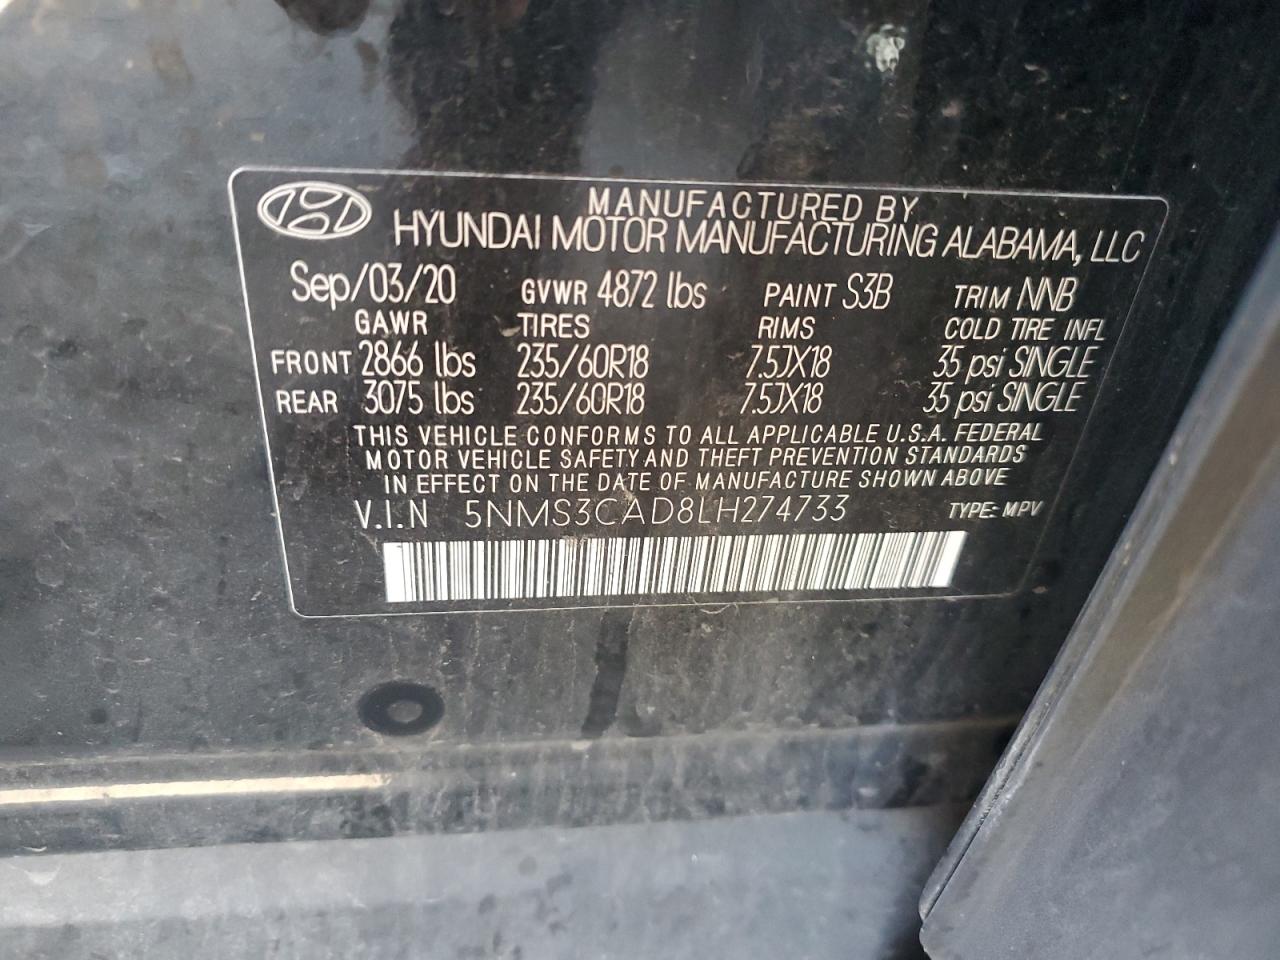 MANUFACTURED BY
HYUNDAI MOTOR MANUFACTURING ALABAMA, LLC
Sep/03/20 GVWR 4872 lbs PAINT S3B TRIM NNB
GAWR TIRES RIMS COLD TIRE INFL
FRONT 2866 lbs 235/60R18 7.5JX18 35 psi SINGLE
REAR 3075 lbs 235/60R18 7.5JX18 35 psi SINGLE
THIS VEHICLE CONFORMS TO ALL APPLICABLE U.S.A. FEDERAL
MOTOR VEHICLE SAFETY AND THEFT PREVENTION STANDARDS
IN EFFECT ON THE DATE OF MANUFACTURE SHOWN ABOVE
V.I.N 5NMS3CAD8LH274733 TYPE: MPV